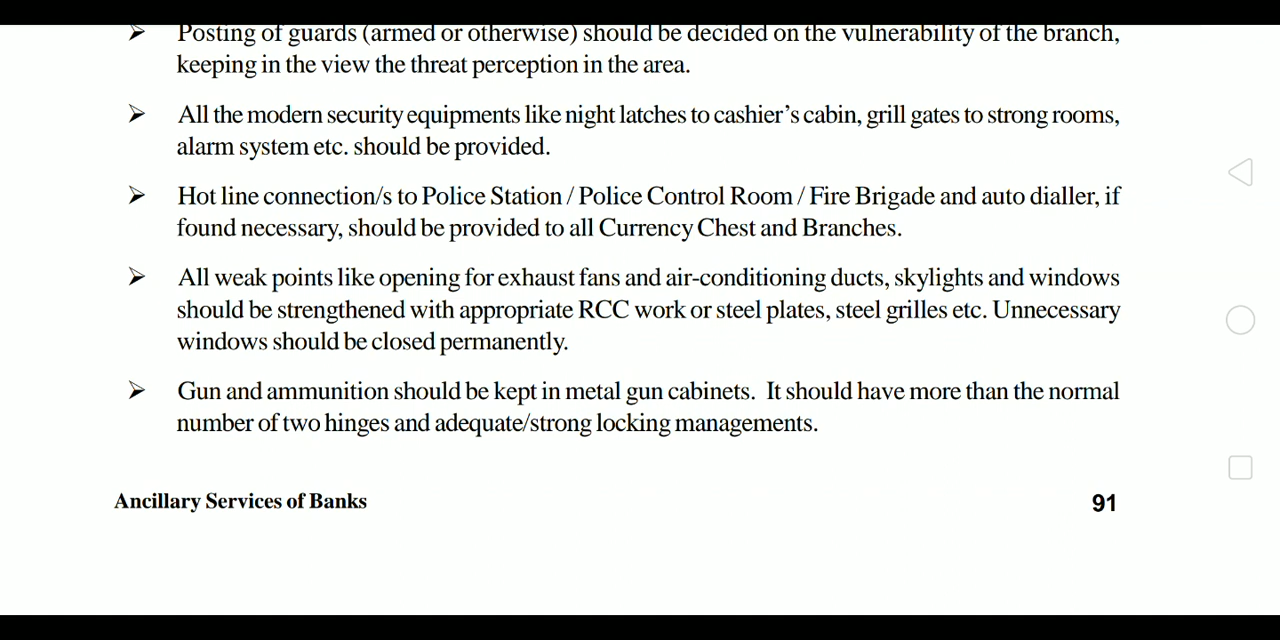 ➢ Posting of guards (armed or otherwise) should be decided on the vulnerability of the branch,
keeping in the view the threat perception in the area.
➢ All the modern security equipments like night latches to cashier’s cabin, grill gates to strong rooms,
alarm system etc. should be provided.
➢ Hot line connection/s to Police Station / Police Control Room / Fire Brigade and auto dialler, if
found necessary, should be provided to all Currency Chest and Branches.
➢ All weak points like opening for exhaust fans and air-conditioning ducts, skylights and windows
should be strengthened with appropriate RCC work or steel plates, steel grilles etc. Unnecessary
windows should be closed permanently.
➢ Gun and ammunition should be kept in metal gun cabinets. It should have more than the normal
number of two hinges and adequate/strong locking managements.
Ancillary Services of Banks 91